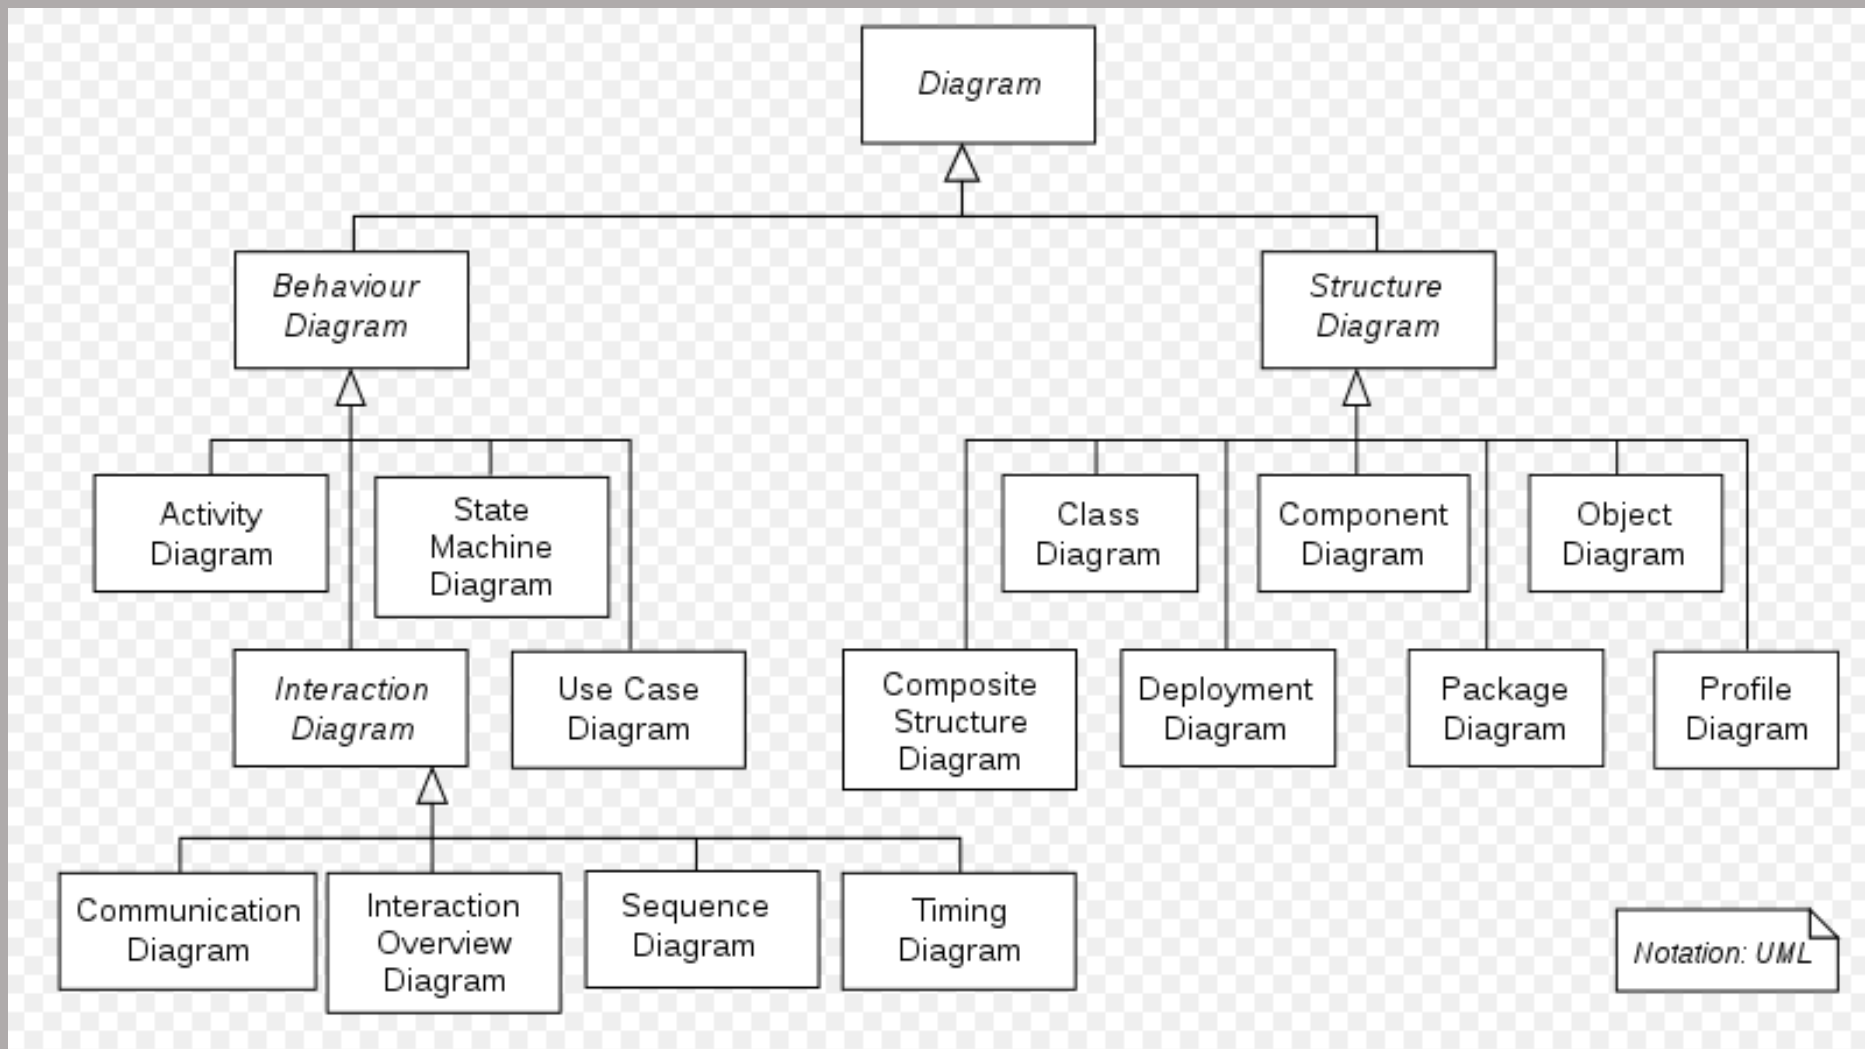 Diagram
Behaviour
Diagram
Structure
Diagram
Activity
Diagram
State
Machine
Diagram
Class
Diagram
Component
Diagram
Object
Diagram
Interaction
Diagram
Use Case
Diagram
Composite
Structure
Diagram
Deployment
Diagram
Package
Diagram
Profile
Diagram
Communication
Diagram
Interaction
Overview
Diagram
Sequence
Diagram
Timing
Diagram
Notation: UML